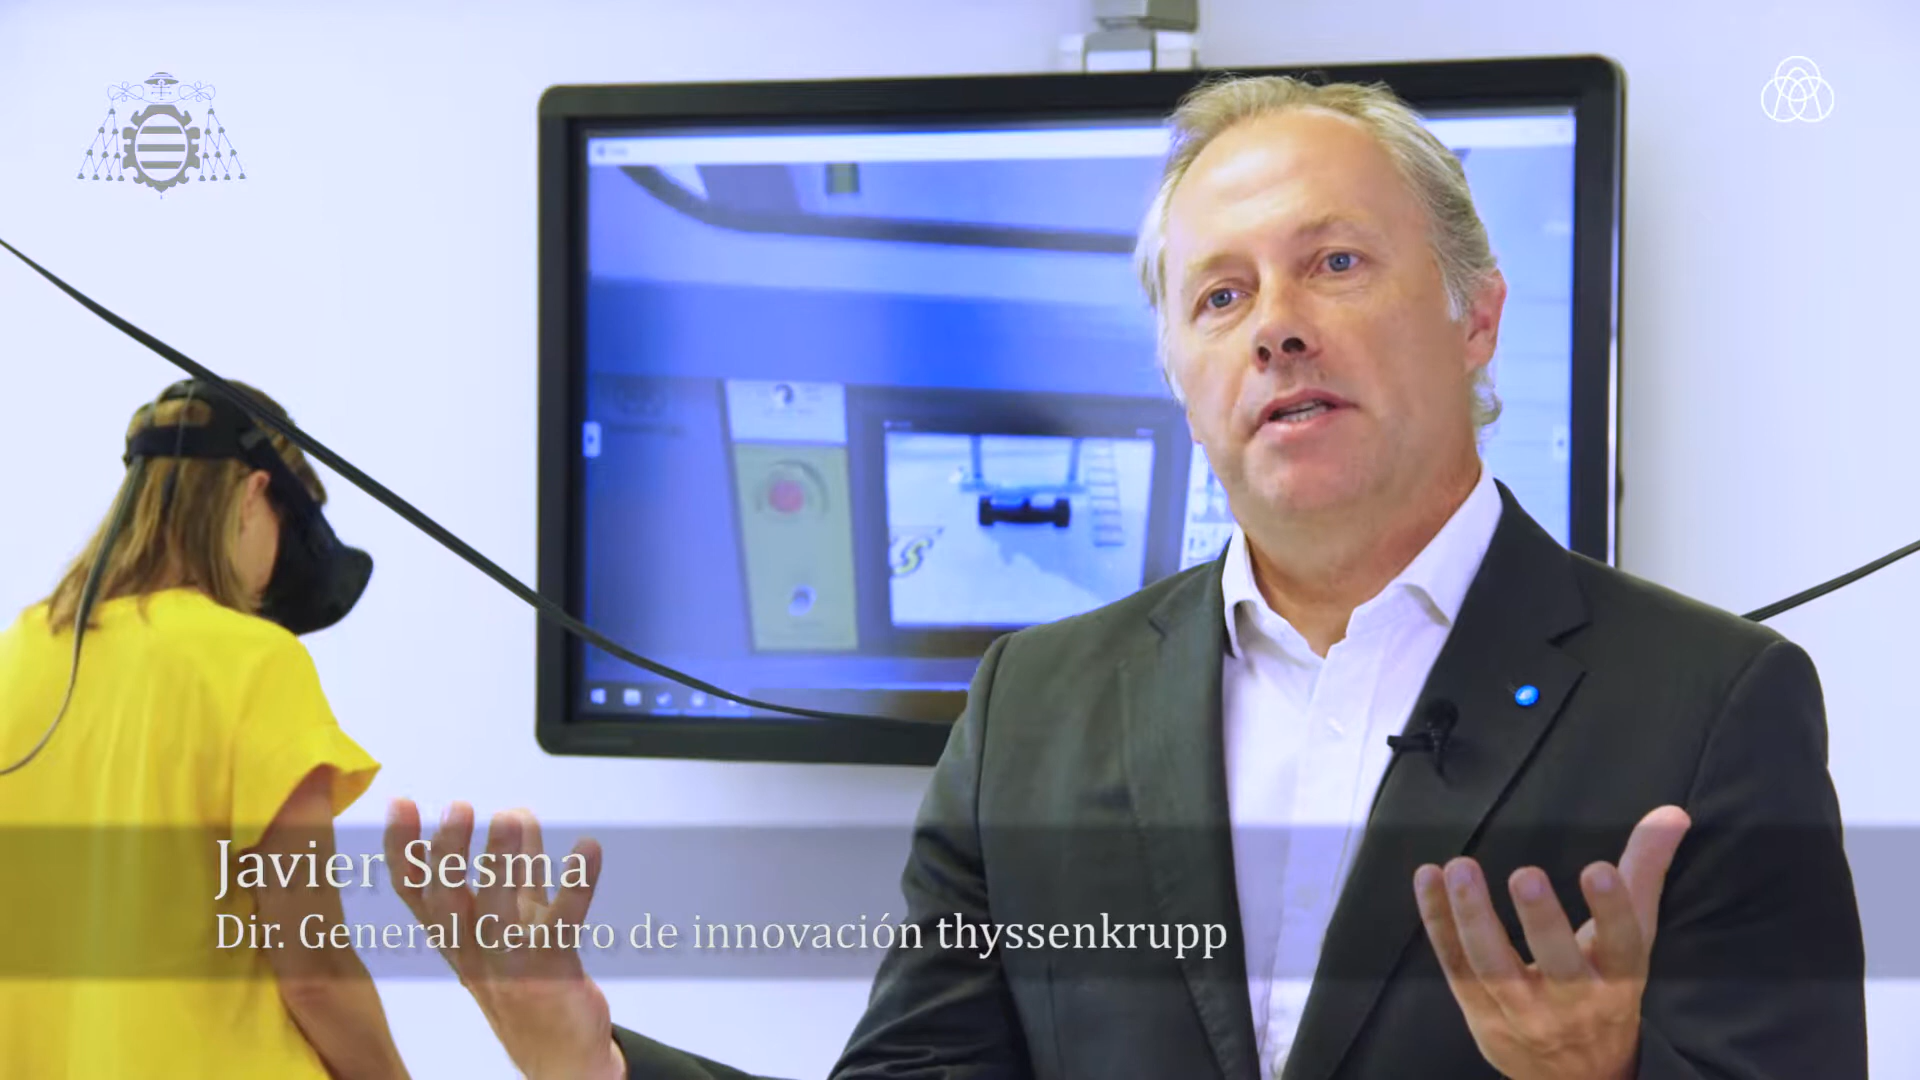 Javier Sesma
Dir. General Centro de innovación thyssenkrupp